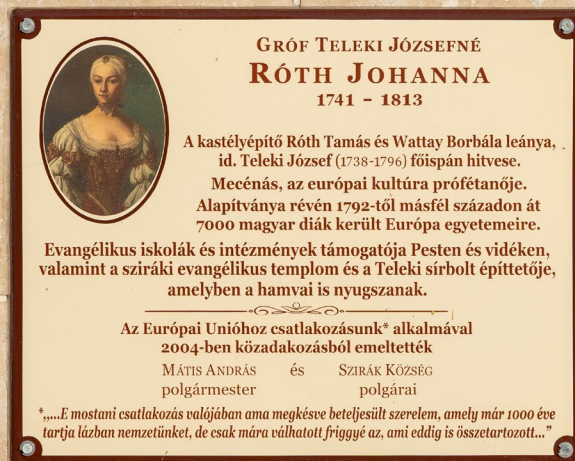 GRÓF TELEKI JÓZSEFNÉ
RÓTH JOHANNA
1741 - 1813
A kastélyépítő Róth Tamás és Wattay Borbála leánya,
id. Teleki József (1738-1796) főispán hitvese.
Mecénás, az európai kultúra prófétanője.
Alapítványa révén 1792-től másfél századon át
7000 magyar diák került Európa egyetemeire.
Evangélikus iskolák és intézmények támogatója Pesten és vidéken,
valamint a sziráki evangélikus templom és a Teleki sírbolt építtetője,
amelyben a hamvai is nyugszanak.
Az Európai Unióhoz csatlakozásunk* alkalmával
2004-ben közadakozásból emeltették
MÁTIS ANDRÁS és SZIRÁK KÖZSÉG
polgármester polgárai
*„...E mostani csatlakozás valójában ama megkésve beteljesült szerelem, amely már 1000 éve
tartja lázban nemzetünket, de csak mára válhatott friggyé az, ami eddig is összetartozott..."